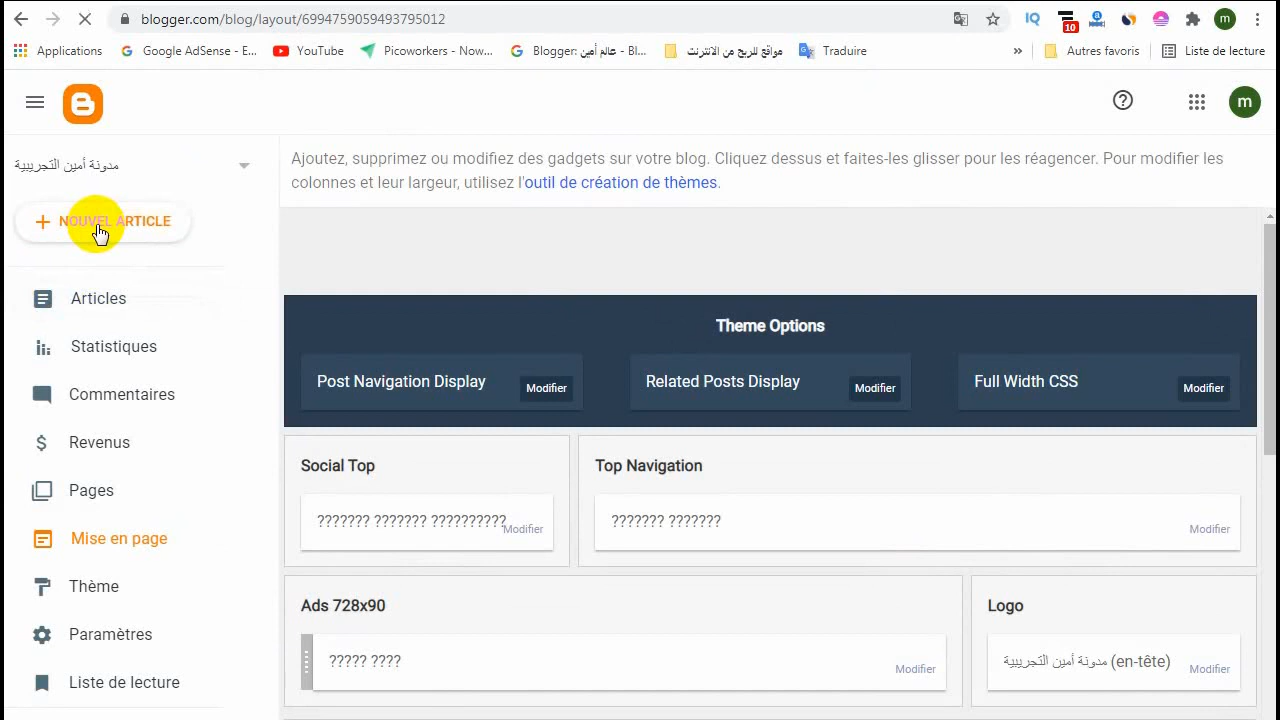 blogger.com/blog/layout/6994759059493795012
10
m
Applications
Google AdSense - E...
YouTube
Picoworkers - Now...
Blogger: عالم أمين - Bl...
مواقع للربح من الانترنت
Traduire
»
Autres favoris
Liste de lecture
m
مدونة أمين التجريبية
+ NOUVEL ARTICLE
Articles
Statistiques
Commentaires
Revenus
Pages
Mise en page
Thème
Paramètres
Liste de lecture
Ajoutez, supprimez ou modifiez des gadgets sur votre blog. Cliquez dessus et faites-les glisser pour les réagencer. Pour modifier les
colonnes et leur largeur, utilisez l'outil de création de thèmes.
Theme Options
Post Navigation Display Modifier
Related Posts Display Modifier
Full Width CSS Modifier
Social Top
??????? ??????? ?????????? Modifier
Top Navigation
??????? ??????? Modifier
Ads 728x90
????? ???? Modifier
Logo
مدونة أمين التجريبية (en-tête) Modifier